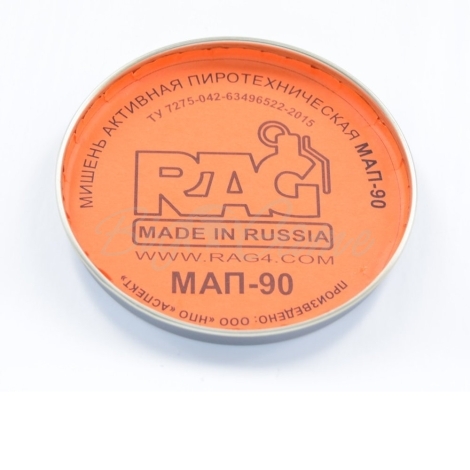 МИШЕНЬ АКТИВНАЯ ПИРОТЕХНИЧЕСКАЯ МАП-90
ТУ 7275-042-63496522-2015
RAG
MADE IN RUSSIA
WWW.RAG4.COM
МАП-90
ПРОИЗВЕДЕНО: ООО "НПО "АСПЕКТ"